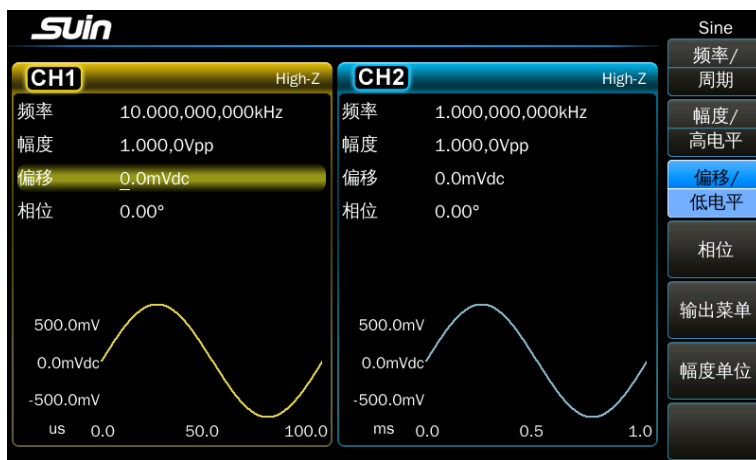 Suin
Sine
CH1 High-Z
频率 10.000,000,000kHz
幅度 1.000,0Vpp
偏移 0.0mVdc
相位 0.00°
500.0mV
0.0mVdc
-500.0mV
us 0.0 50.0 100.0
CH2 High-Z
频率 1.000,000,000kHz
幅度 1.000,0Vpp
偏移 0.0mVdc
相位 0.00°
500.0mV
0.0mVdc
-500.0mV
ms 0.0 0.5 1.0
频率/
周期
幅度/
高电平
偏移/
低电平
相位
输出菜单
幅度单位